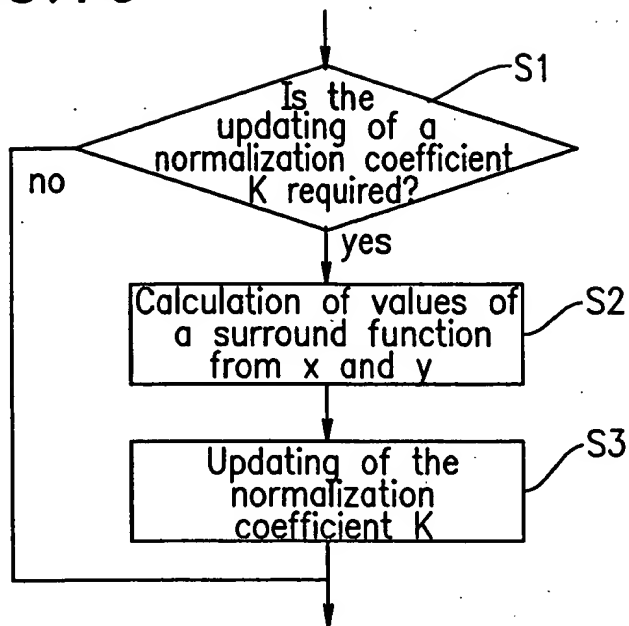 S1
Is the
updating of a
normalization coefficient
K required?
no
yes
Calculation of values of
a surround function
from x and y
S2
Updating of the
normalization
coefficient K
S3